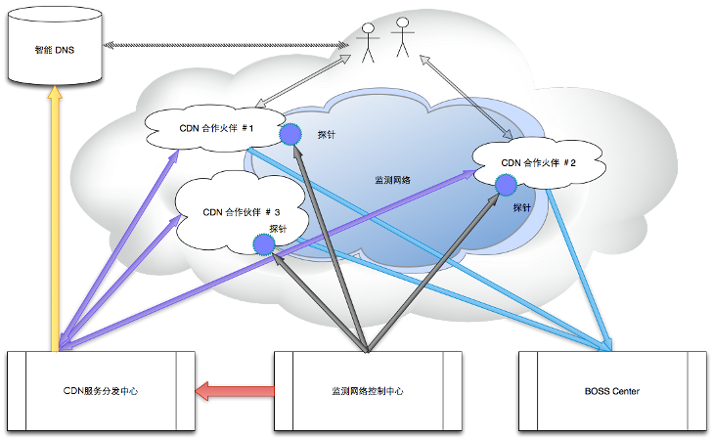 智能 DNS
CDN 合作火伴 #1
探针
CDN 合作火伴 #2
监测网络
探针
CDN 合作伙伴 # 3
探针
CDN服务分发中心
监测网络控制中心
BOSS Center